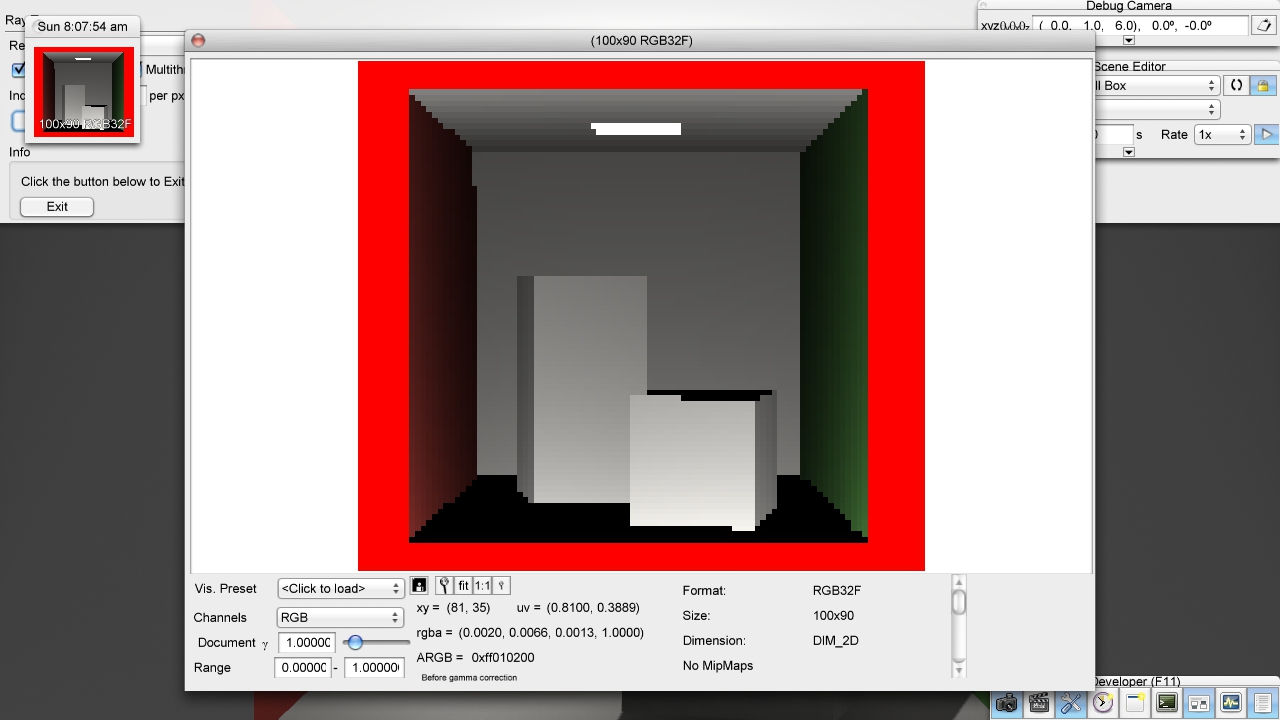 Debug Camera
Ray
Sun 8:07:54 am
(100x90 RGB32F)
xyz ( 0.0, 1.0, 6.0), 0.0º, -0.0º
Re
Multith
Scene Editor
ll Box
Inc
per px
100x90 RGB32F
s Rate 1x
Info
Click the button below to Exit
Exit
Vis. Preset <Click to load> fit 1:1
Format: RGB32F
xy = (81, 35) uv = (0.8100, 0.3889)
Channels RGB
Size: 100x90
rgba = (0.0020, 0.0066, 0.0013, 1.0000)
Document γ 1.0000
Dimension: DIM_2D
ARGB = 0xff010200
Range 0.0000 - 1.0000
No MipMaps
Before gamma correction
Developer (F11)